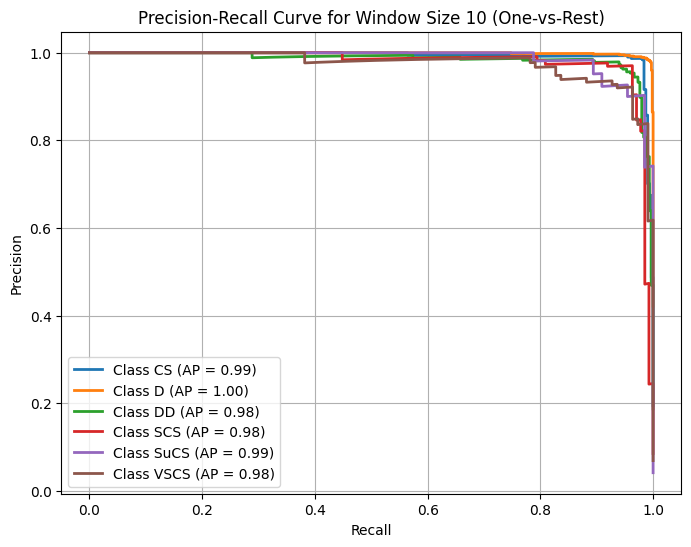 Precision-Recall Curve for Window Size 10 (One-vs-Rest)
1.0
0.8
0.6
0.4
0.2
0.0
Precision
Class CS (AP = 0.99)
Class D (AP = 1.00)
Class DD (AP = 0.98)
Class SCS (AP = 0.98)
Class SuCS (AP = 0.99)
Class VSCS (AP = 0.98)
0.0 0.2 0.4 0.6 0.8 1.0
Recall